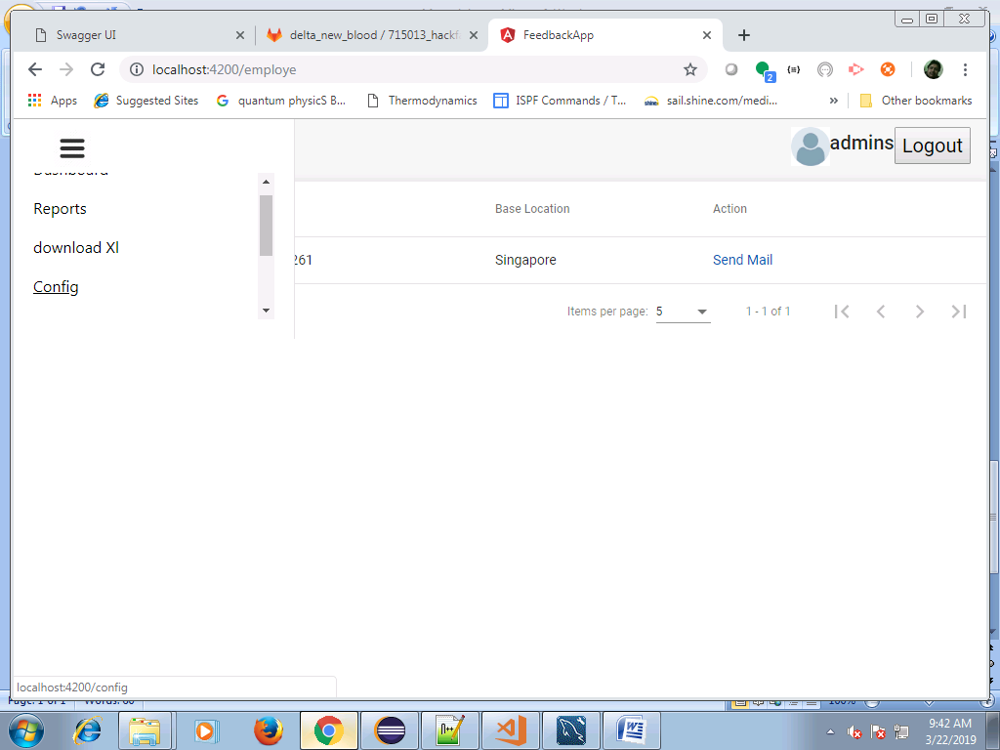 Swagger UI
delta_new_blood / 715013_hackf
FeedbackApp
localhost:4200/employe
2
Apps
Suggested Sites
quantum physicS B...
Thermodynamics
ISPF Commands / T...
shine
sail.shine.com/medi...
»
Other bookmarks
admins
Logout
Dashboard
Reports
download Xl
Config
Base Location
Action
261
Singapore
Send Mail
Items per page: 5
1 - 1 of 1
localhost:4200/config
Page: 1 of 1
Words: 60
100%
9:42 AM
3/22/2019